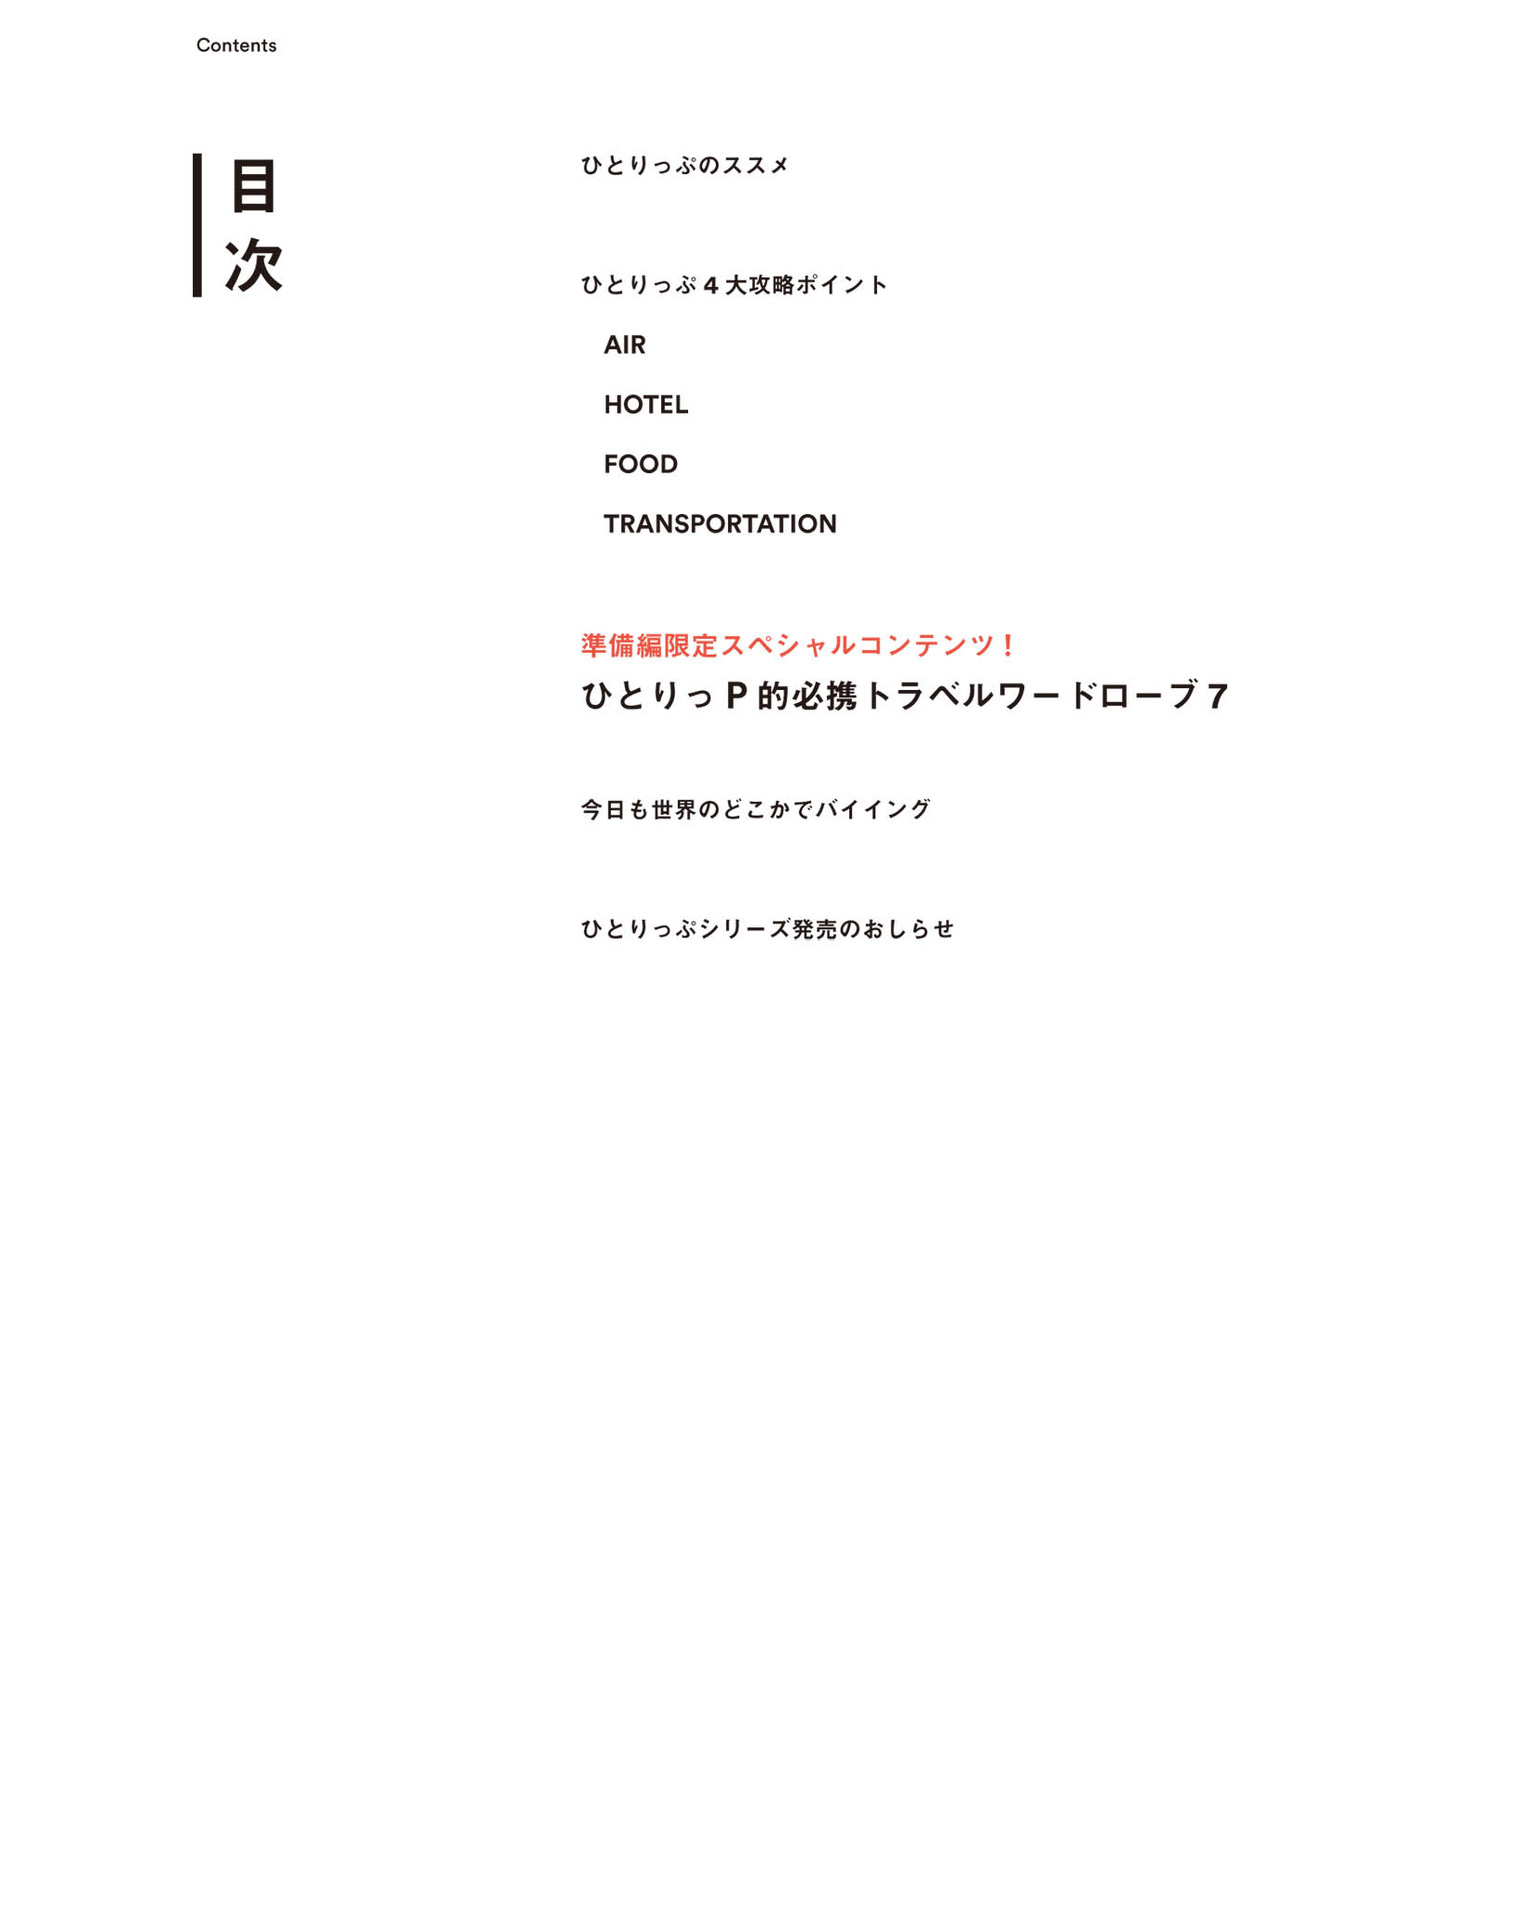 Contents
目次
ひとりっぷのススメ
ひとりっぷ 4 大攻略ポイント
AIR
HOTEL
FOOD
TRANSPORTATION
準備編限定スペシャルコンテンツ！
ひとりっ P 的必携トラベルワードローブ 7
今日も世界のどこかでバイイング
ひとりっぷシリーズ発売のおしらせ